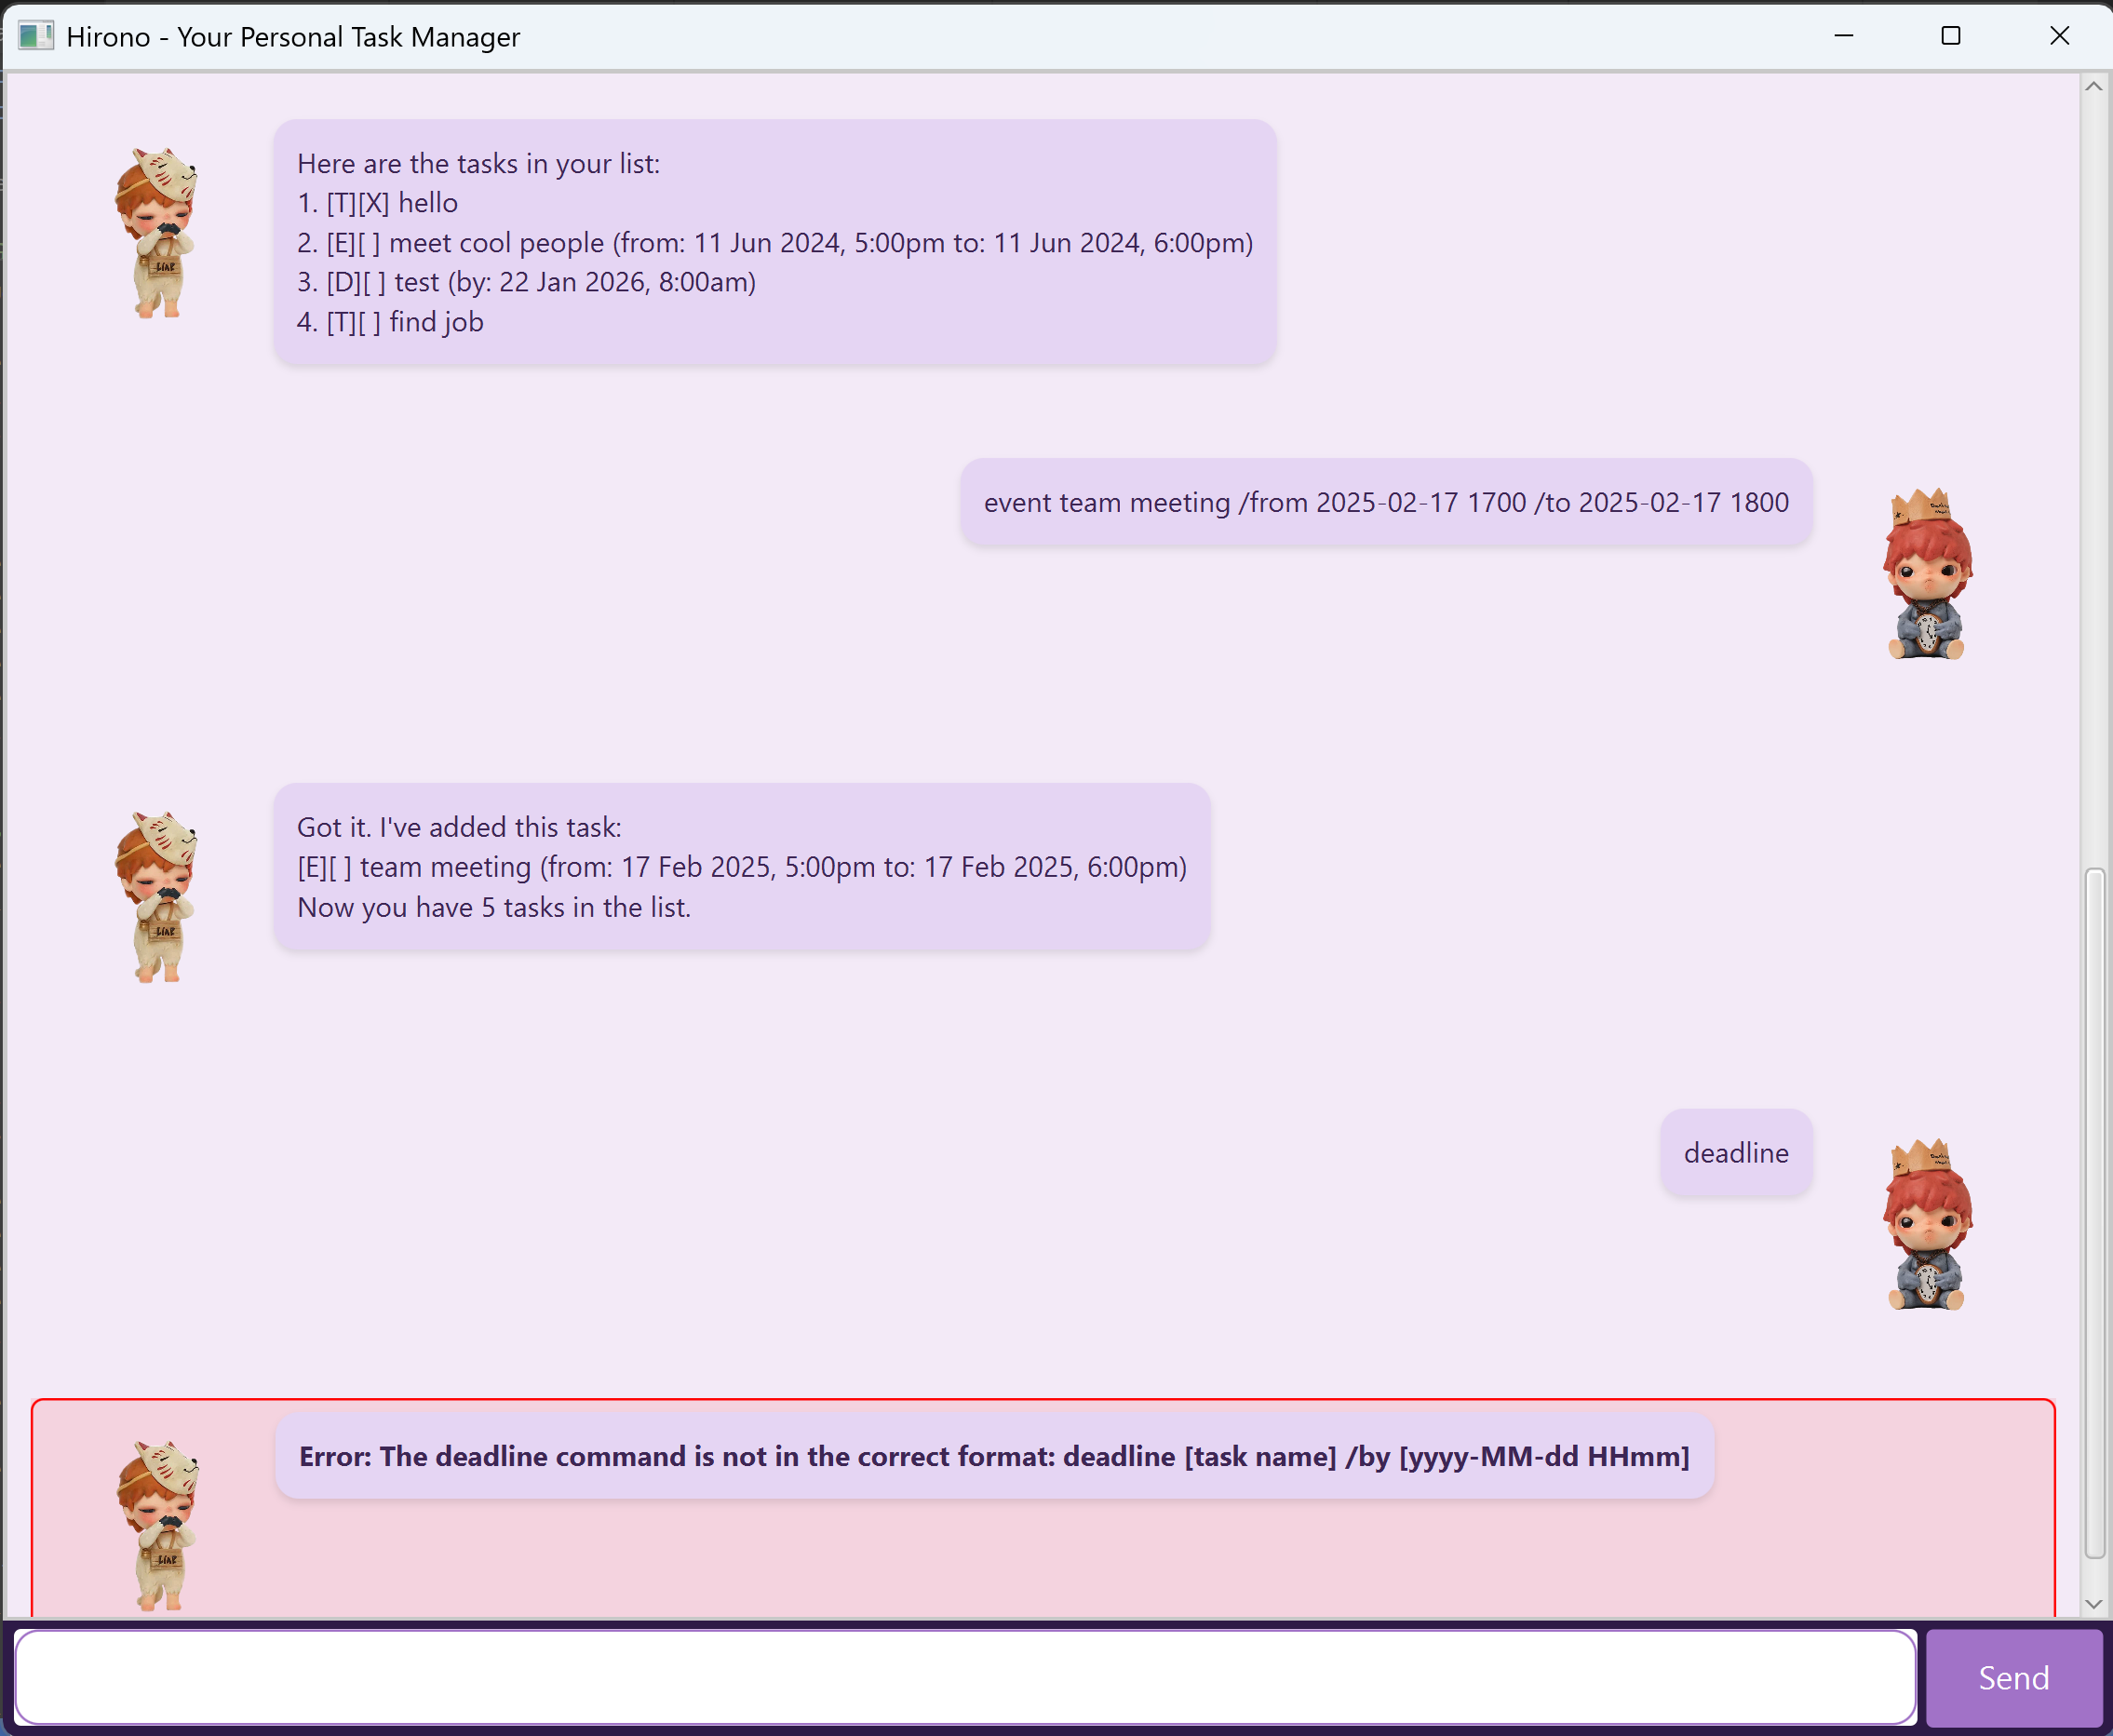 Hirono - Your Personal Task Manager
Here are the tasks in your list:
1. [T][X] hello
2. [E][ ] meet cool people (from: 11 Jun 2024, 5:00pm to: 11 Jun 2024, 6:00pm)
3. [D][ ] test (by: 22 Jan 2026, 8:00am)
4. [T][ ] find job
LIAR
event team meeting /from 2025-02-17 1700 /to 2025-02-17 1800
Got it. I've added this task:
[E][ ] team meeting (from: 17 Feb 2025, 5:00pm to: 17 Feb 2025, 6:00pm)
Now you have 5 tasks in the list.
LIAR
deadline
Error: The deadline command is not in the correct format: deadline [task name] /by [yyyy-MM-dd HHmm]
LIAR
Send